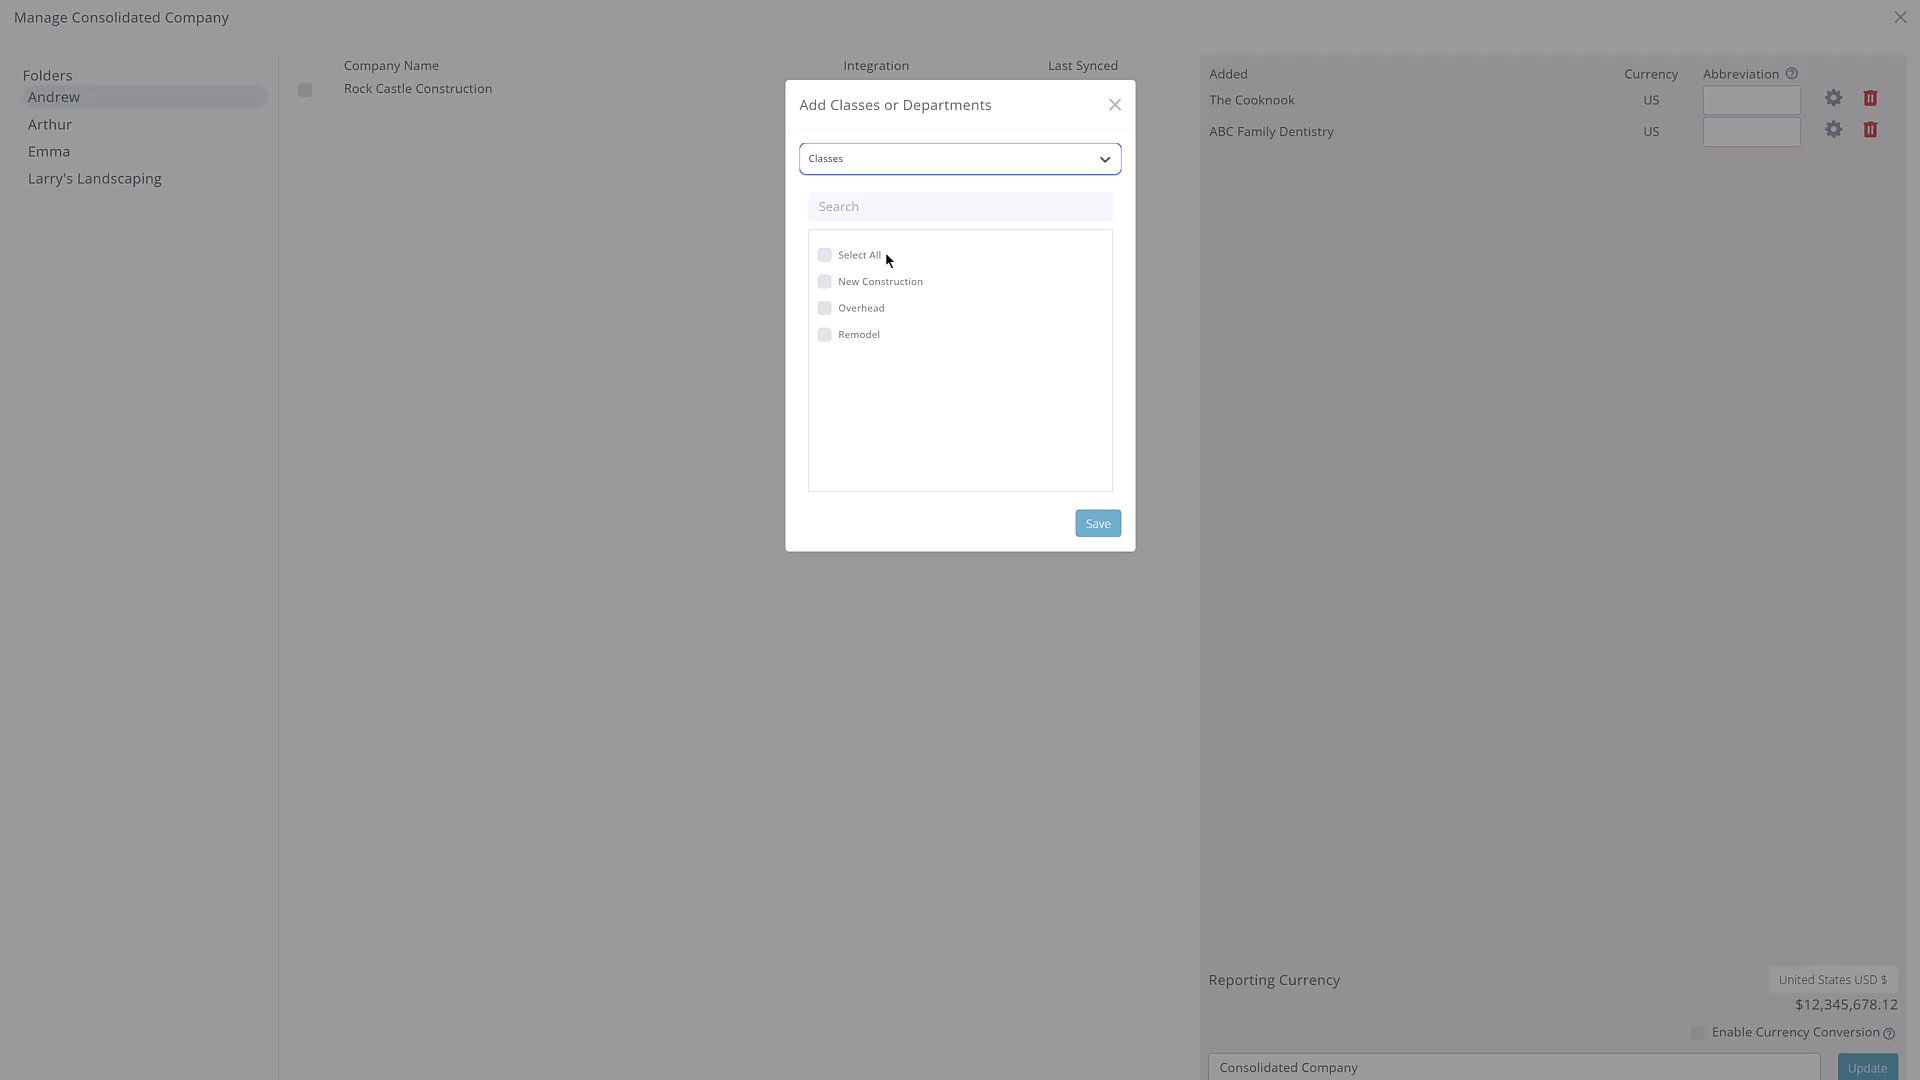 Manage Consolidated Company
Folders
Andrew
Arthur
Emma
Larry's Landscaping
Company Name Integration Last Synced
Rock Castle Construction
Add Classes or Departments
Classes
Search
Select All
New Construction
Overhead
Remodel
Save
Added Currency Abbreviation ?
The Cooknook US
ABC Family Dentistry US
Reporting Currency United States USD $
$12,345,678.12
Enable Currency Conversion ?
Consolidated Company Update